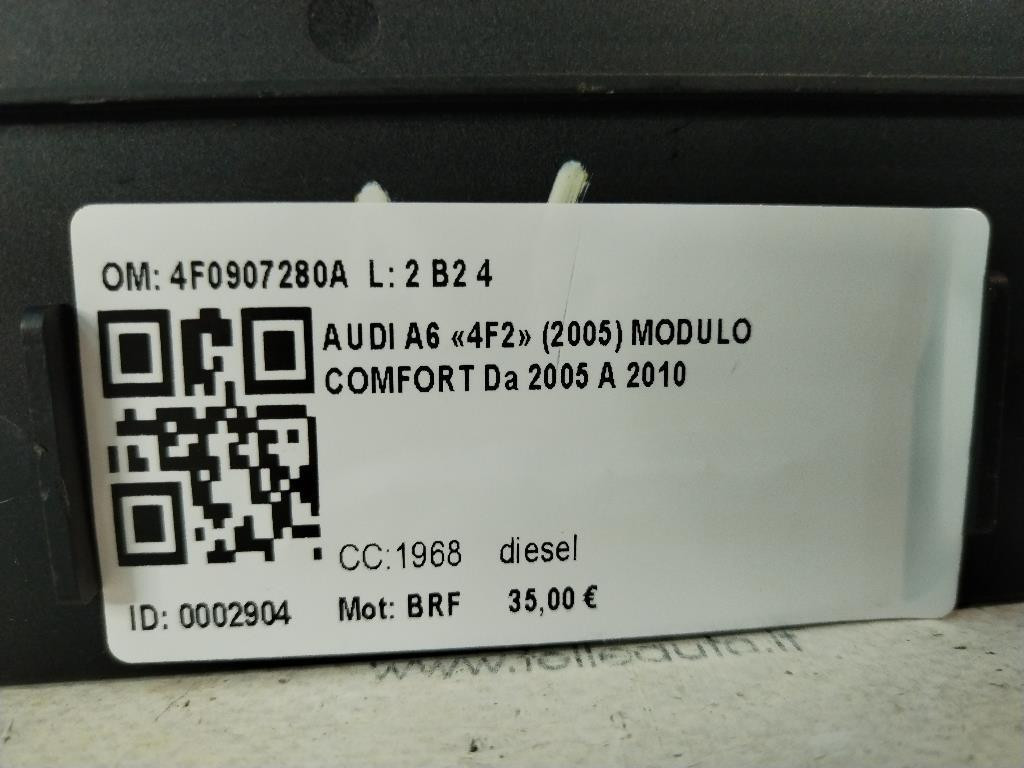 OM: 4F0907280A L: 2 B2 4
AUDI A6 «4F2» (2005) MODULO
COMFORT Da 2005 A 2010
CC:1968 diesel
ID: 0002904 Mot: BRF 35,00 €